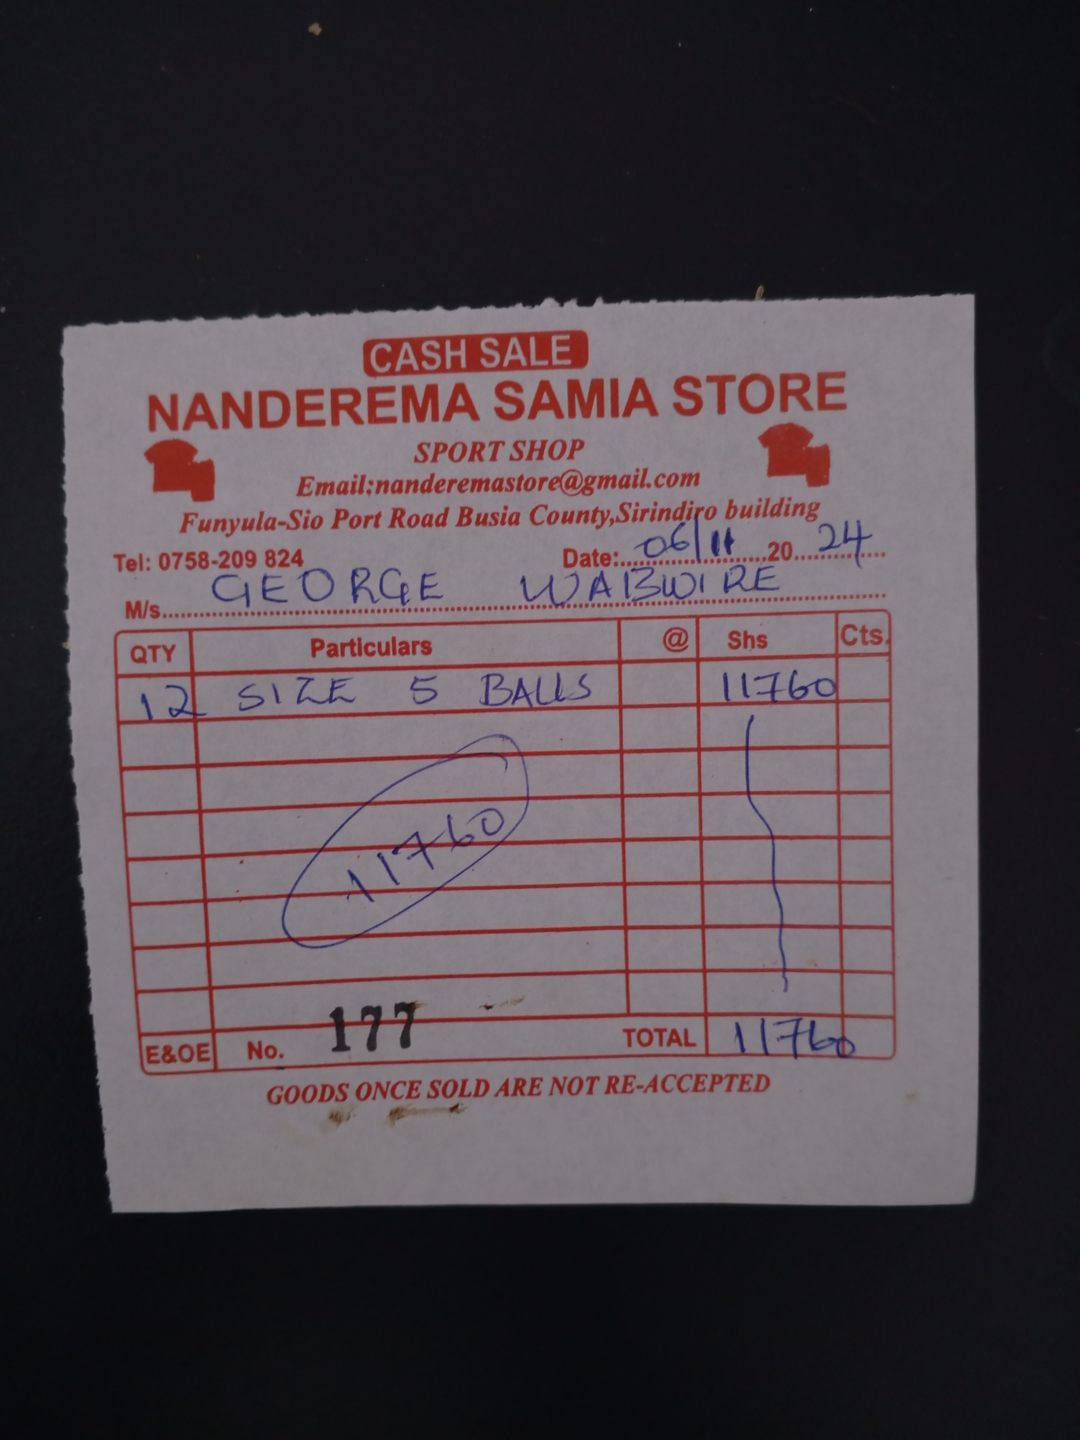 CASH SALE
NANDEREMA SAMIA STORE
SPORT SHOP
Email:nanderemastore@gmail.com
Funyula-Sio Port Road Busia County,Sirindiro building
Tel: 0758-209 824 Date:..06/11..20..24..
M/s..GEORGE WABWIRE
QTY Particulars @ Shs Cts.
12 SIZE 5 BALLS 11760
11760
E&OE No. 177 TOTAL 11760
GOODS ONCE SOLD ARE NOT RE-ACCEPTED